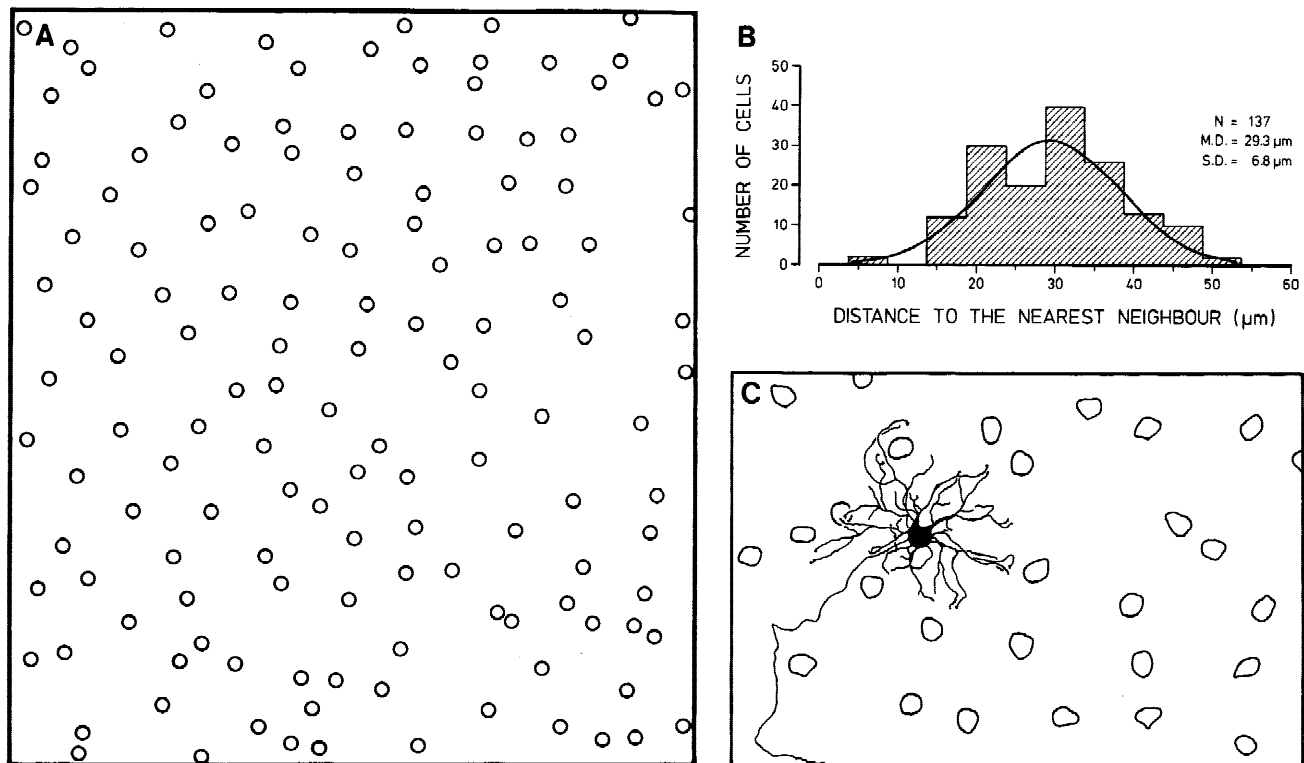 A
B
NUMBER OF CELLS
50
40
30
20
10
0
N = 137
M.D. = 29.3 µm
S.D. = 6.8 µm
0 10 20 30 40 50 60
DISTANCE TO THE NEAREST NEIGHBOUR (µm)
C